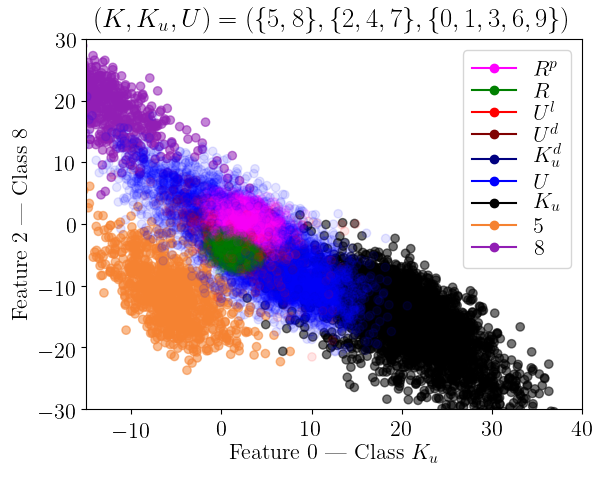 (K, K_u, U) = ({5, 8}, {2, 4, 7}, {0, 1, 3, 6, 9})
30
20
10
0
−10
−20
−30
Feature 2 — Class 8
R^p
R
U^l
U^d
K_u^d
U
K_u
5
8
−10
0
10
20
30
40
Feature 0 — Class K_u